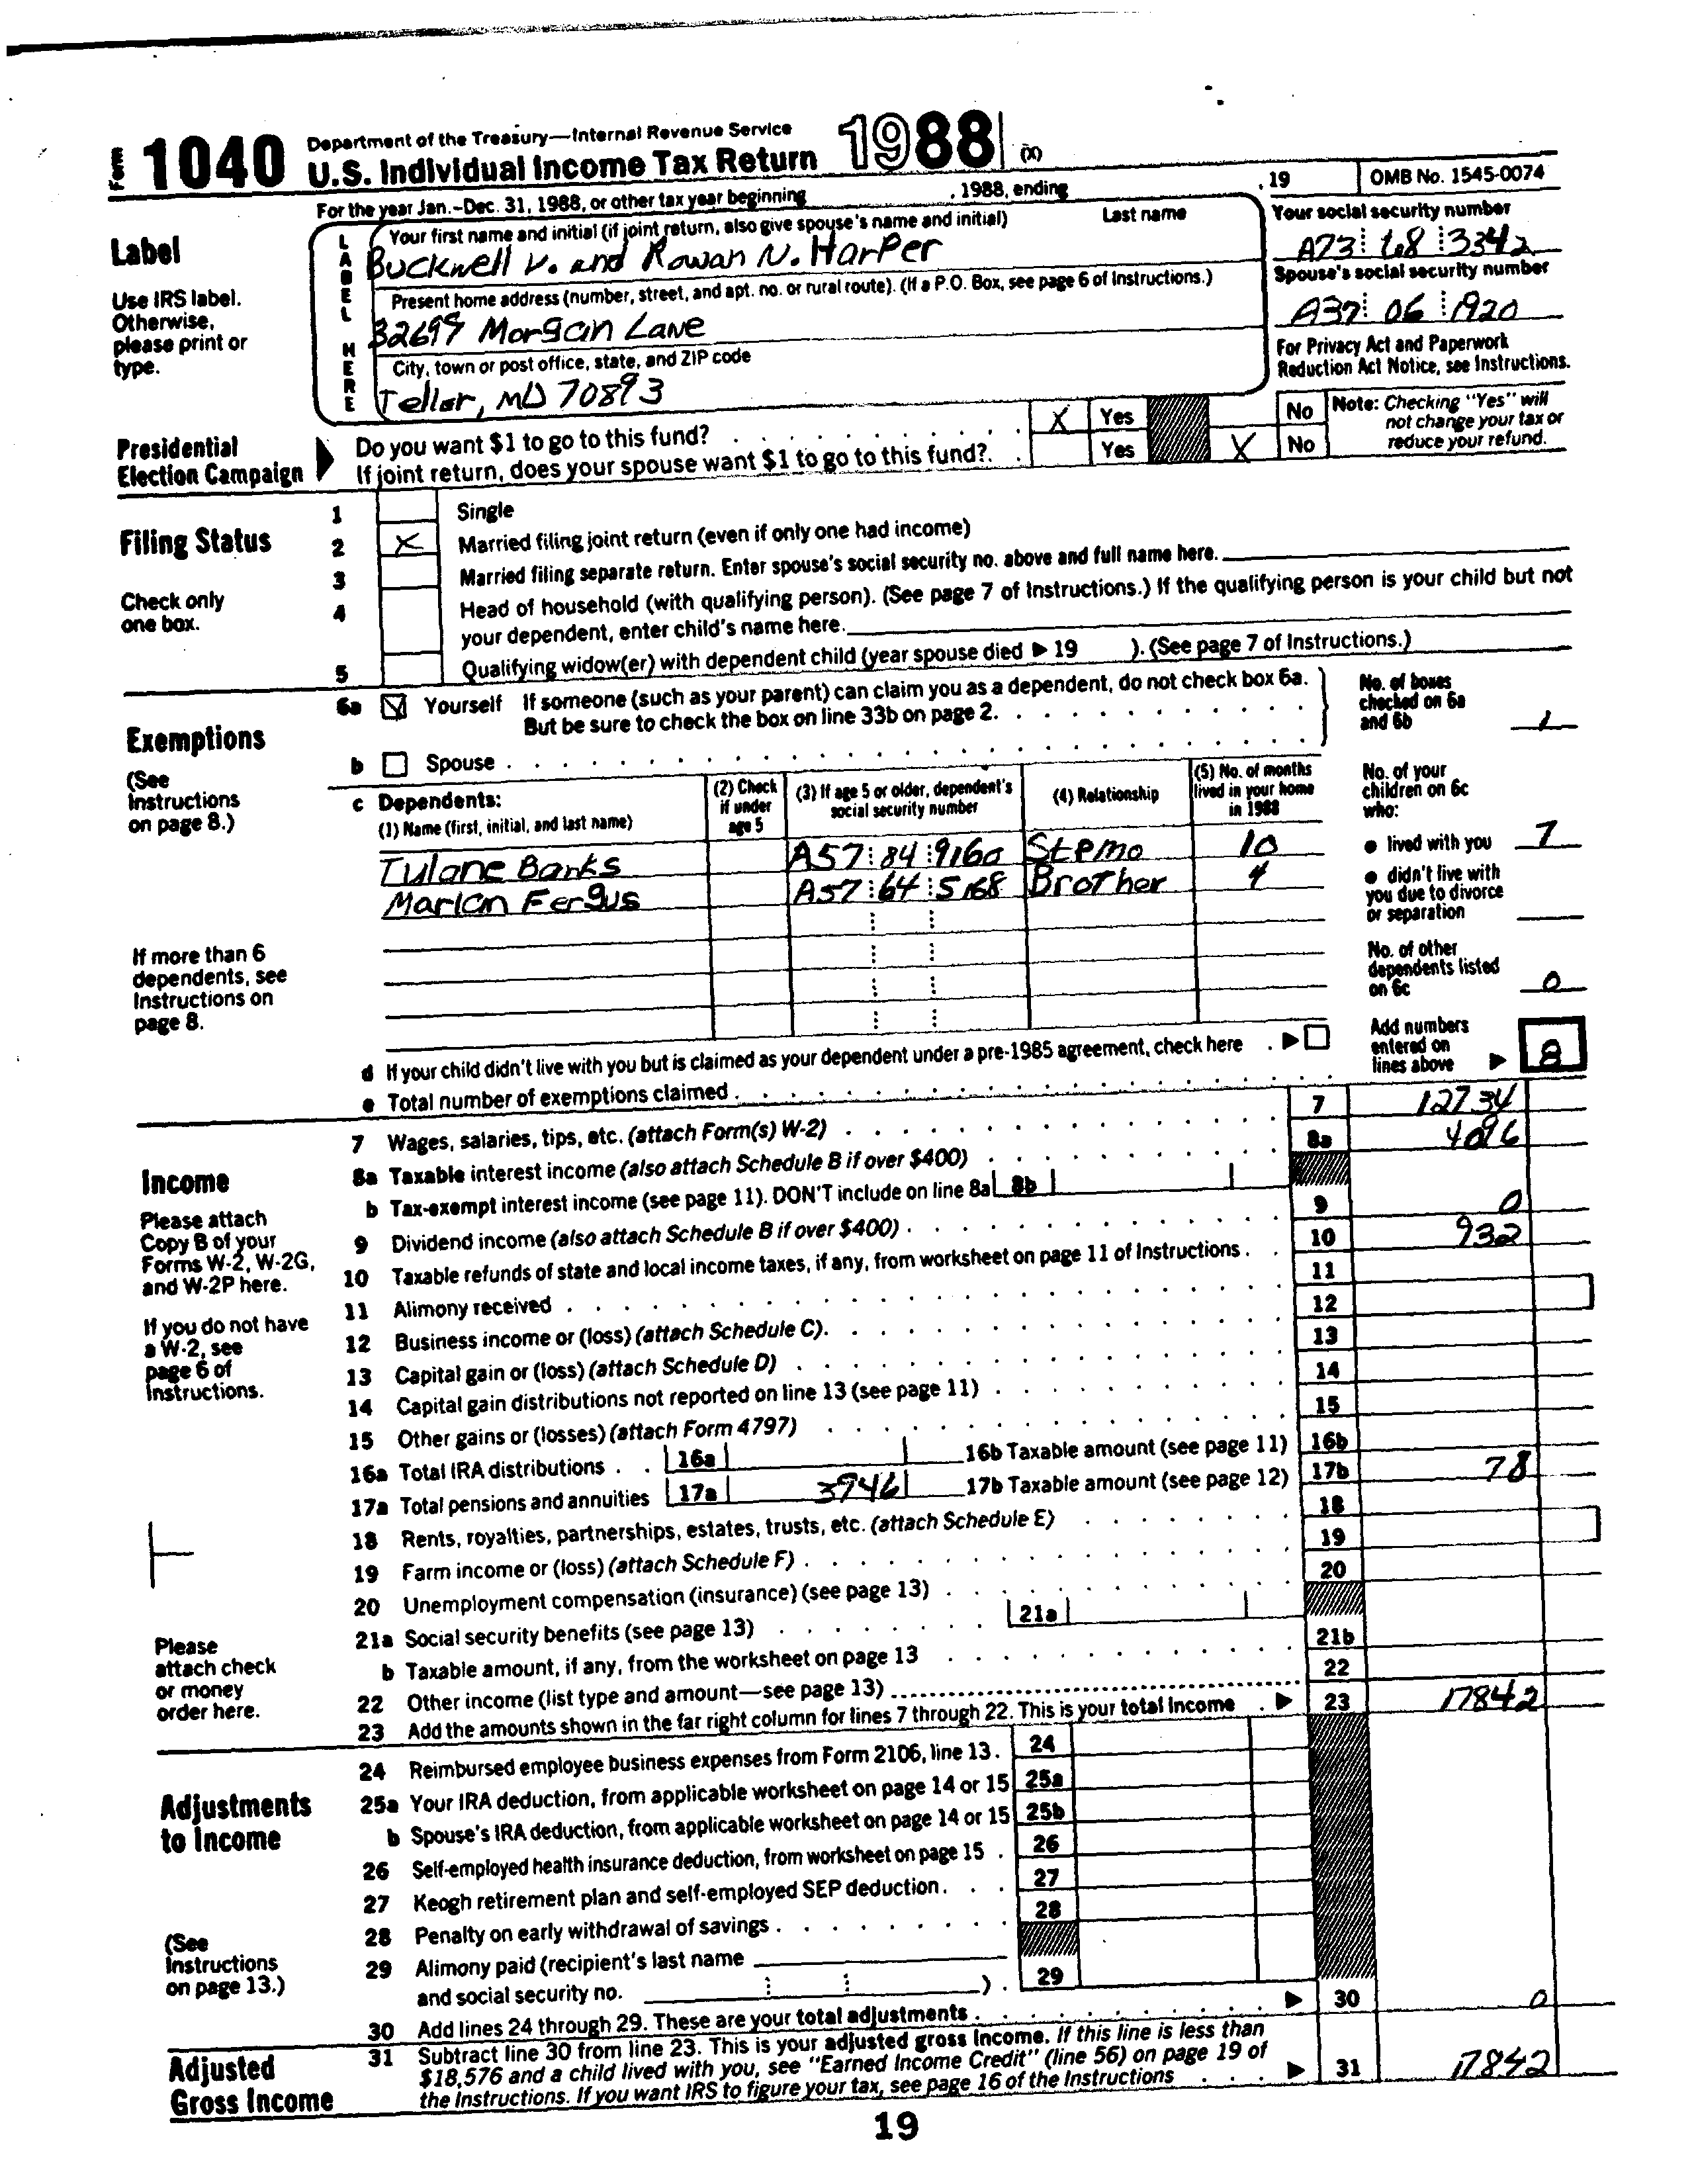 Form 1040 Department of the Treasury—Internal Revenue Service
U.S. Individual Income Tax Return 1988 (X)
For the year Jan.-Dec. 31, 1988, or other tax year beginning , 1988, ending , 19 OMB No. 1545-0074
Label
Use IRS label.
Otherwise,
please print or
type.
LABEL HERE
Your first name and initial (if joint return, also give spouse's name and initial) Last name
Buckwell V. and Rowan N. Harper
Your social security number
A73 68 3342
Present home address (number, street, and apt. no. or rural route). (If a P.O. Box, see page 6 of Instructions.)
32699 Morgan Lane
Spouse's social security number
A37 06 1920
City, town or post office, state, and ZIP code
Teller, MD 70893
For Privacy Act and Paperwork
Reduction Act Notice, see Instructions.
Presidential
Election Campaign
Do you want $1 to go to this fund? X Yes No
If joint return, does your spouse want $1 to go to this fund?. Yes X No
Note: Checking "Yes" will
not change your tax or
reduce your refund.
Filing Status
Check only
one box.
1 Single
2 X Married filing joint return (even if only one had income)
3 Married filing separate return. Enter spouse's social security no. above and full name here.
4 Head of household (with qualifying person). (See page 7 of Instructions.) If the qualifying person is your child but not
your dependent, enter child's name here.
5 Qualifying widow(er) with dependent child (year spouse died ▶ 19 ). (See page 7 of Instructions.)
Exemptions
(See
Instructions
on page 8.)
6a Yourself If someone (such as your parent) can claim you as a dependent, do not check box 6a.
But be sure to check the box on line 33b on page 2.
b Spouse
No. of boxes
checked on 6a
and 6b 1
c Dependents:
(1) Name (first, initial, and last name)
(2) Check
if under
age 5
(3) If age 5 or older, dependent's
social security number
(4) Relationship
(5) No. of months
lived in your home
in 1988
Tulane Banks A57 84 9160 Stepmo 10
Marion Fergus A57 64 5168 Brother 4
No. of your
children on 6c
who:
● lived with you 7
● didn't live with
you due to divorce
or separation
No. of other
dependents listed
on 6c 0
If more than 6
dependents, see
Instructions on
page 8.
Add numbers
entered on
lines above ▶ 8
d If your child didn't live with you but is claimed as your dependent under a pre-1985 agreement, check here . ▶
e Total number of exemptions claimed
Income
Please attach
Copy B of your
Forms W-2, W-2G,
and W-2P here.
If you do not have
a W-2, see
page 6 of
Instructions.
7 Wages, salaries, tips, etc. (attach Form(s) W-2) 7 12734
8a Taxable interest income (also attach Schedule B if over $400) 8a 4096
b Tax-exempt interest income (see page 11). DON'T include on line 8a 8b
9 Dividend income (also attach Schedule B if over $400) 9 0
10 Taxable refunds of state and local income taxes, if any, from worksheet on page 11 of Instructions 10 932
11 Alimony received 11
12 Business income or (loss) (attach Schedule C). 12
13 Capital gain or (loss) (attach Schedule D) 13
14 Capital gain distributions not reported on line 13 (see page 11) 14
15 Other gains or (losses) (attach Form 4797) 15
16a Total IRA distributions 16a 16b Taxable amount (see page 11) 16b
17a Total pensions and annuities 17a 3946 17b Taxable amount (see page 12) 17b 78
18 Rents, royalties, partnerships, estates, trusts, etc. (attach Schedule E) 18
19 Farm income or (loss) (attach Schedule F) 19
20 Unemployment compensation (insurance) (see page 13) 20
21a Social security benefits (see page 13) 21a
b Taxable amount, if any, from the worksheet on page 13 21b
22 Other income (list type and amount—see page 13) 22
23 Add the amounts shown in the far right column for lines 7 through 22. This is your total income ▶ 23 17842
Please
attach check
or money
order here.
Adjustments
to Income
(See
Instructions
on page 13.)
24 Reimbursed employee business expenses from Form 2106, line 13. 24
25a Your IRA deduction, from applicable worksheet on page 14 or 15 25a
b Spouse's IRA deduction, from applicable worksheet on page 14 or 15 25b
26 Self-employed health insurance deduction, from worksheet on page 15 26
27 Keogh retirement plan and self-employed SEP deduction. 27
28 Penalty on early withdrawal of savings 28
29 Alimony paid (recipient's last name
and social security no. ) 29
30 Add lines 24 through 29. These are your total adjustments ▶ 30 0
Adjusted
Gross Income
31 Subtract line 30 from line 23. This is your adjusted gross income. If this line is less than
$18,576 and a child lived with you, see "Earned Income Credit" (line 56) on page 19 of
the Instructions. If you want IRS to figure your tax, see page 16 of the Instructions ▶ 31 17842
19